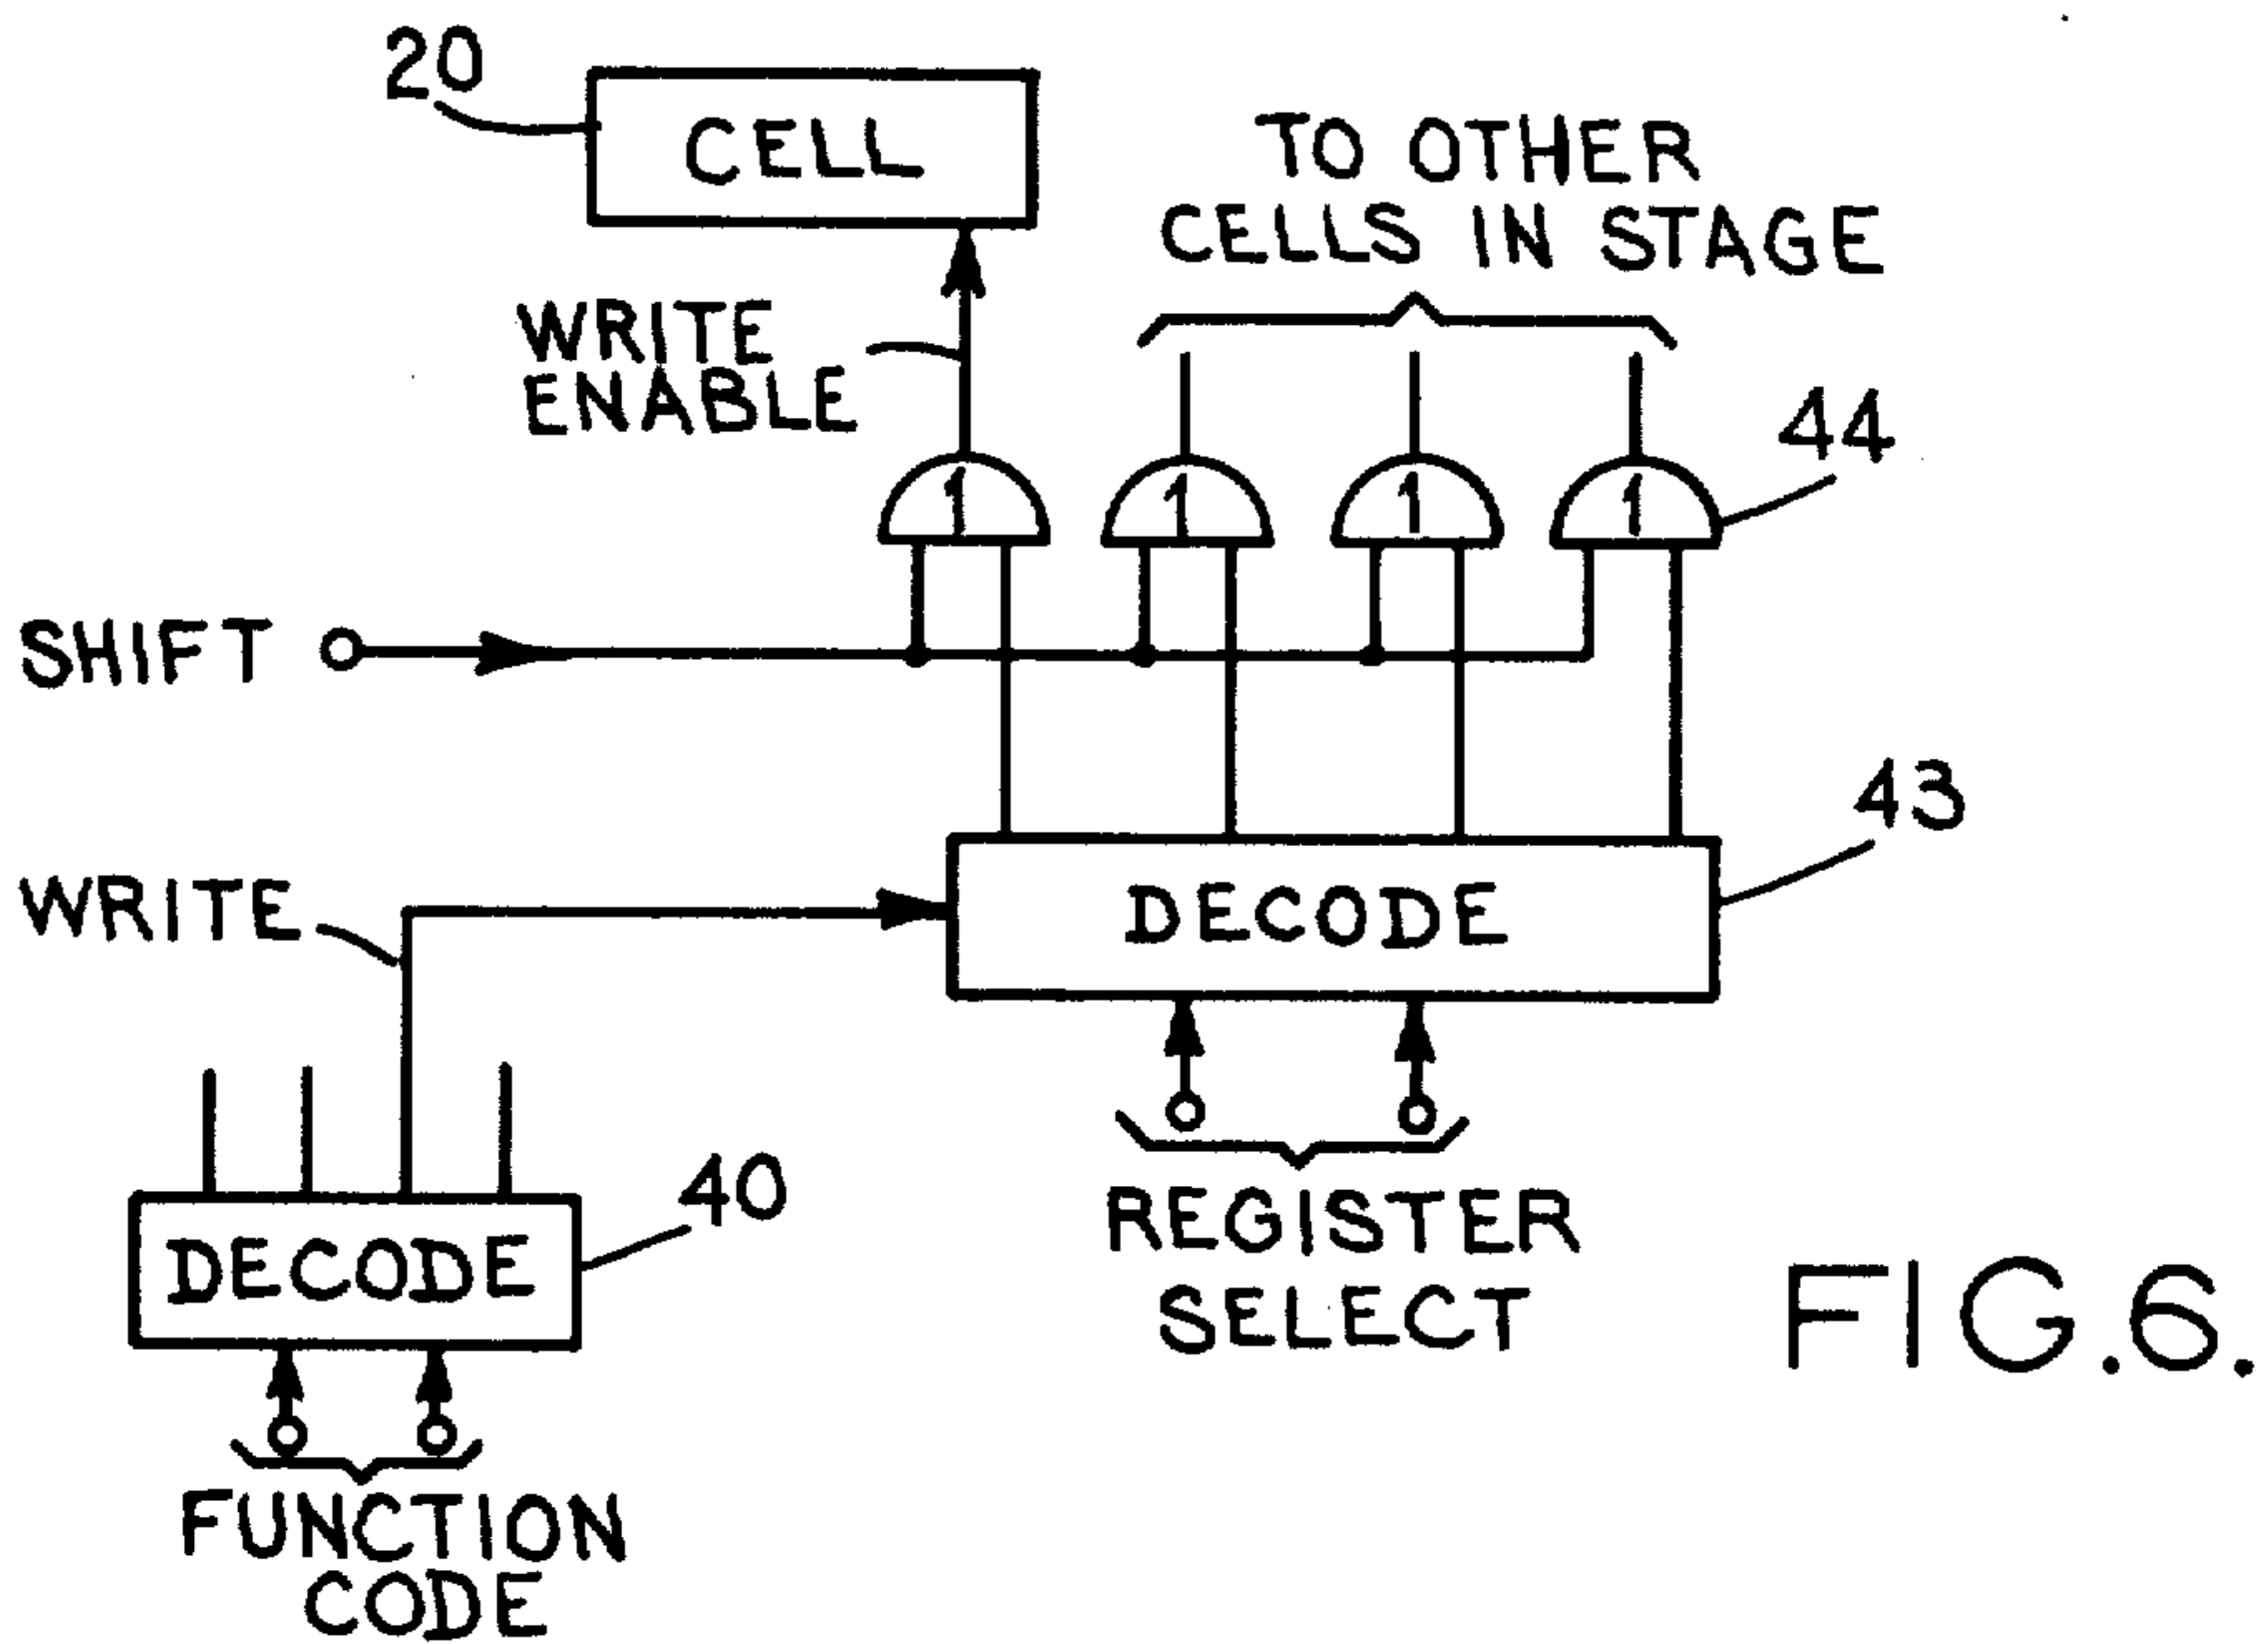 20
CELL
TO OTHER
CELLS IN STAGE
WRITE
ENABLE
44
1
1
1
1
SHIFT
43
WRITE
DECODE
40
DECODE
REGISTER
SELECT
FIG.6.
FUNCTION
CODE